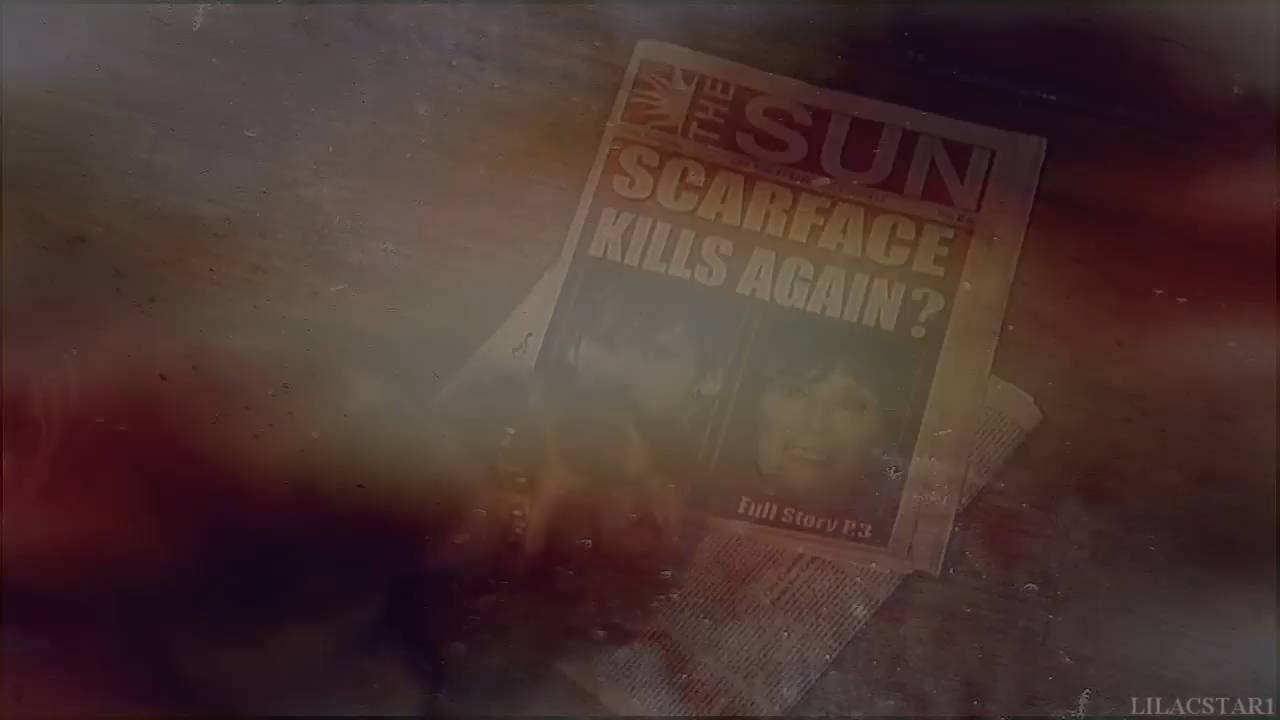 THE SUN
SCARFACE
KILLS AGAIN?
Full Story P.3
LILACSTAR1